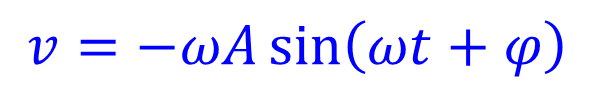 v = −ωA sin(ωt + φ)